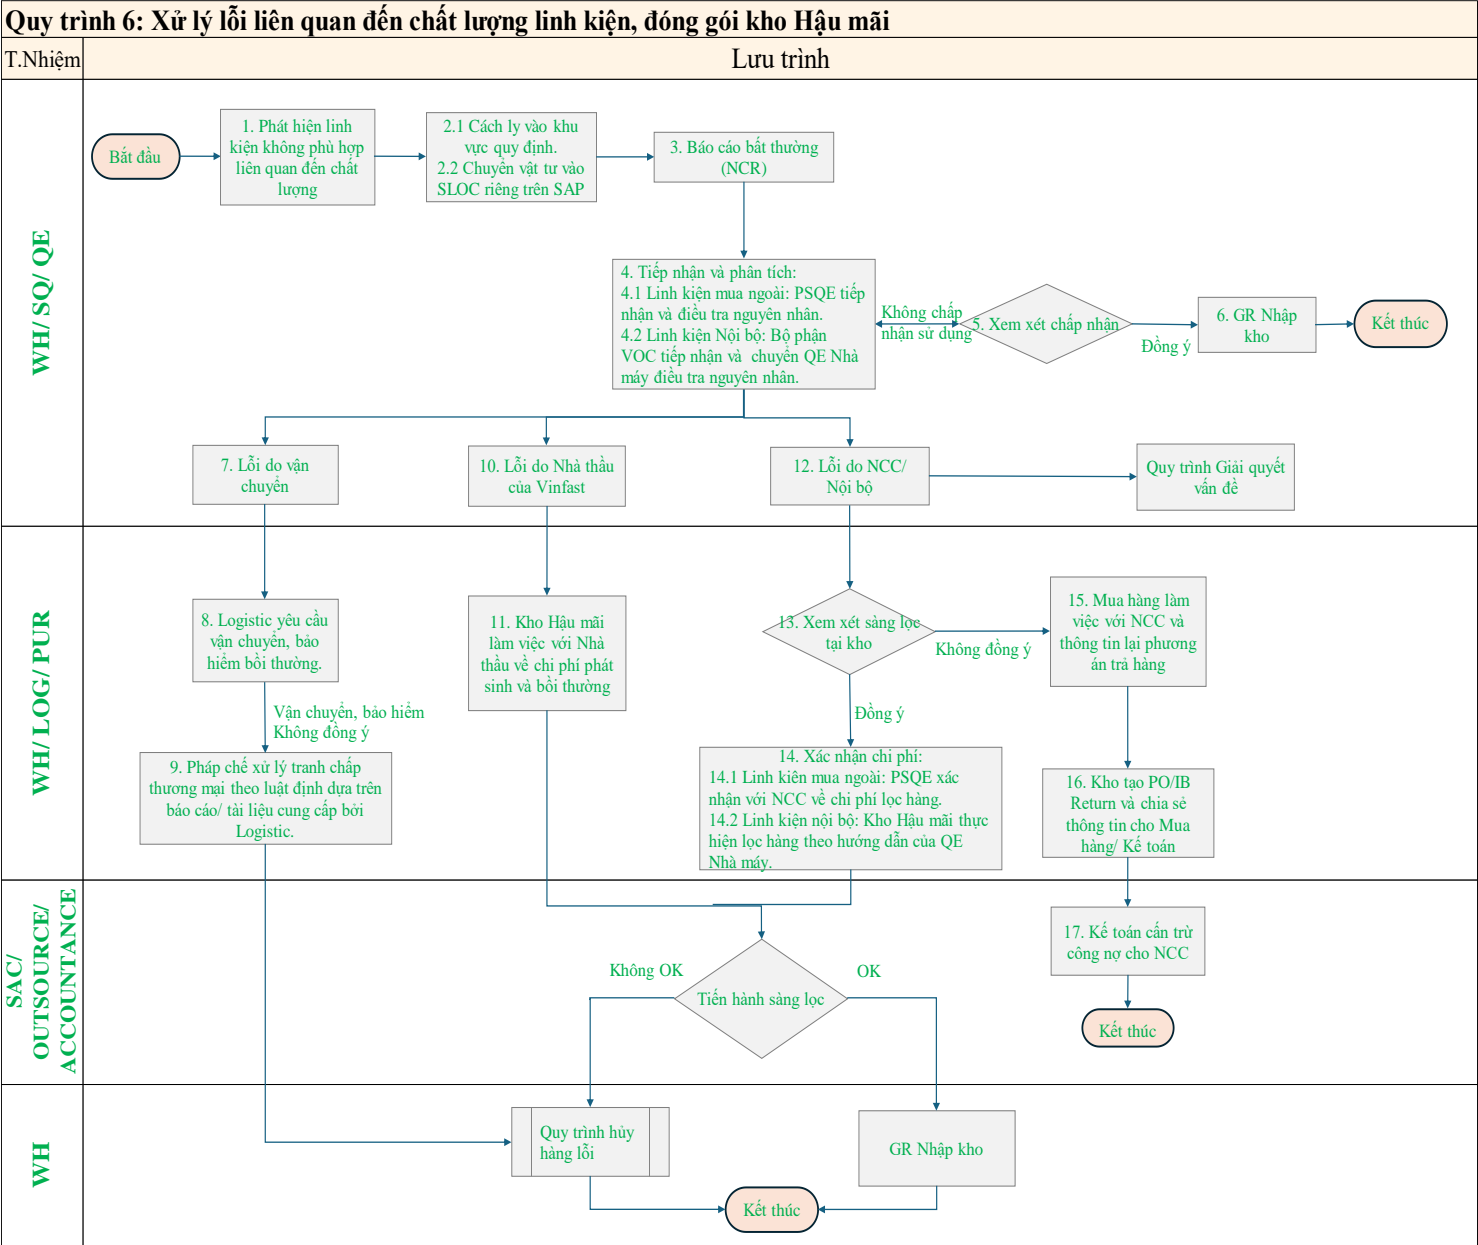 Quy trình 6: Xử lý lỗi liên quan đến chất lượng linh kiện, đóng gói kho Hậu mãi
T.Nhiệm
Lưu trình
WH/ SQ/ QE
Bắt đầu
1. Phát hiện linh
kiện không phù hợp
liên quan đến chất
lượng
2.1 Cách ly vào khu
vực quy định.
2.2 Chuyển vật tư vào
SLOC riêng trên SAP
3. Báo cáo bất thường
(NCR)
4. Tiếp nhận và phân tích:
4.1 Linh kiện mua ngoài: PSQE tiếp
nhận và điều tra nguyên nhân.
4.2 Linh kiện Nội bộ: Bộ phận
VOC tiếp nhận và chuyển QE Nhà
máy điều tra nguyên nhân.
Không chấp
nhận sử dụng
5. Xem xét chấp nhận
Đồng ý
6. GR Nhập
kho
Kết thúc
7. Lỗi do vận
chuyển
10. Lỗi do Nhà thầu
của Vinfast
12. Lỗi do NCC/
Nội bộ
Quy trình Giải quyết
vấn đề
WH/ LOG/ PUR
8. Logistic yêu cầu
vận chuyển, bảo
hiểm bồi thường.
Vận chuyển, bảo hiểm
Không đồng ý
9. Pháp chế xử lý tranh chấp
thương mại theo luật định dựa trên
báo cáo/ tài liệu cung cấp bởi
Logistic.
11. Kho Hậu mãi
làm việc với Nhà
thầu về chi phí phát
sinh và bồi thường
13. Xem xét sàng lọc
tại kho
Không đồng ý
Đồng ý
14. Xác nhận chi phí:
14.1 Linh kiên mua ngoài: PSQE xác
nhận với NCC về chi phí lọc hàng.
14.2 Linh kiện nội bộ: Kho Hậu mãi thực
hiện lọc hàng theo hướng dẫn của QE
Nhà máy.
15. Mua hàng làm
việc với NCC và
thông tin lại phương
án trả hàng
16. Kho tạo PO/IB
Return và chia sẻ
thông tin cho Mua
hàng/ Kế toán
SAC/
OUTSOURCE/
ACCOUNTANCE
17. Kế toán cấn trừ
công nợ cho NCC
Kết thúc
Không OK
OK
Tiến hành sàng lọc
WH
Quy trình hủy
hàng lỗi
GR Nhập kho
Kết thúc